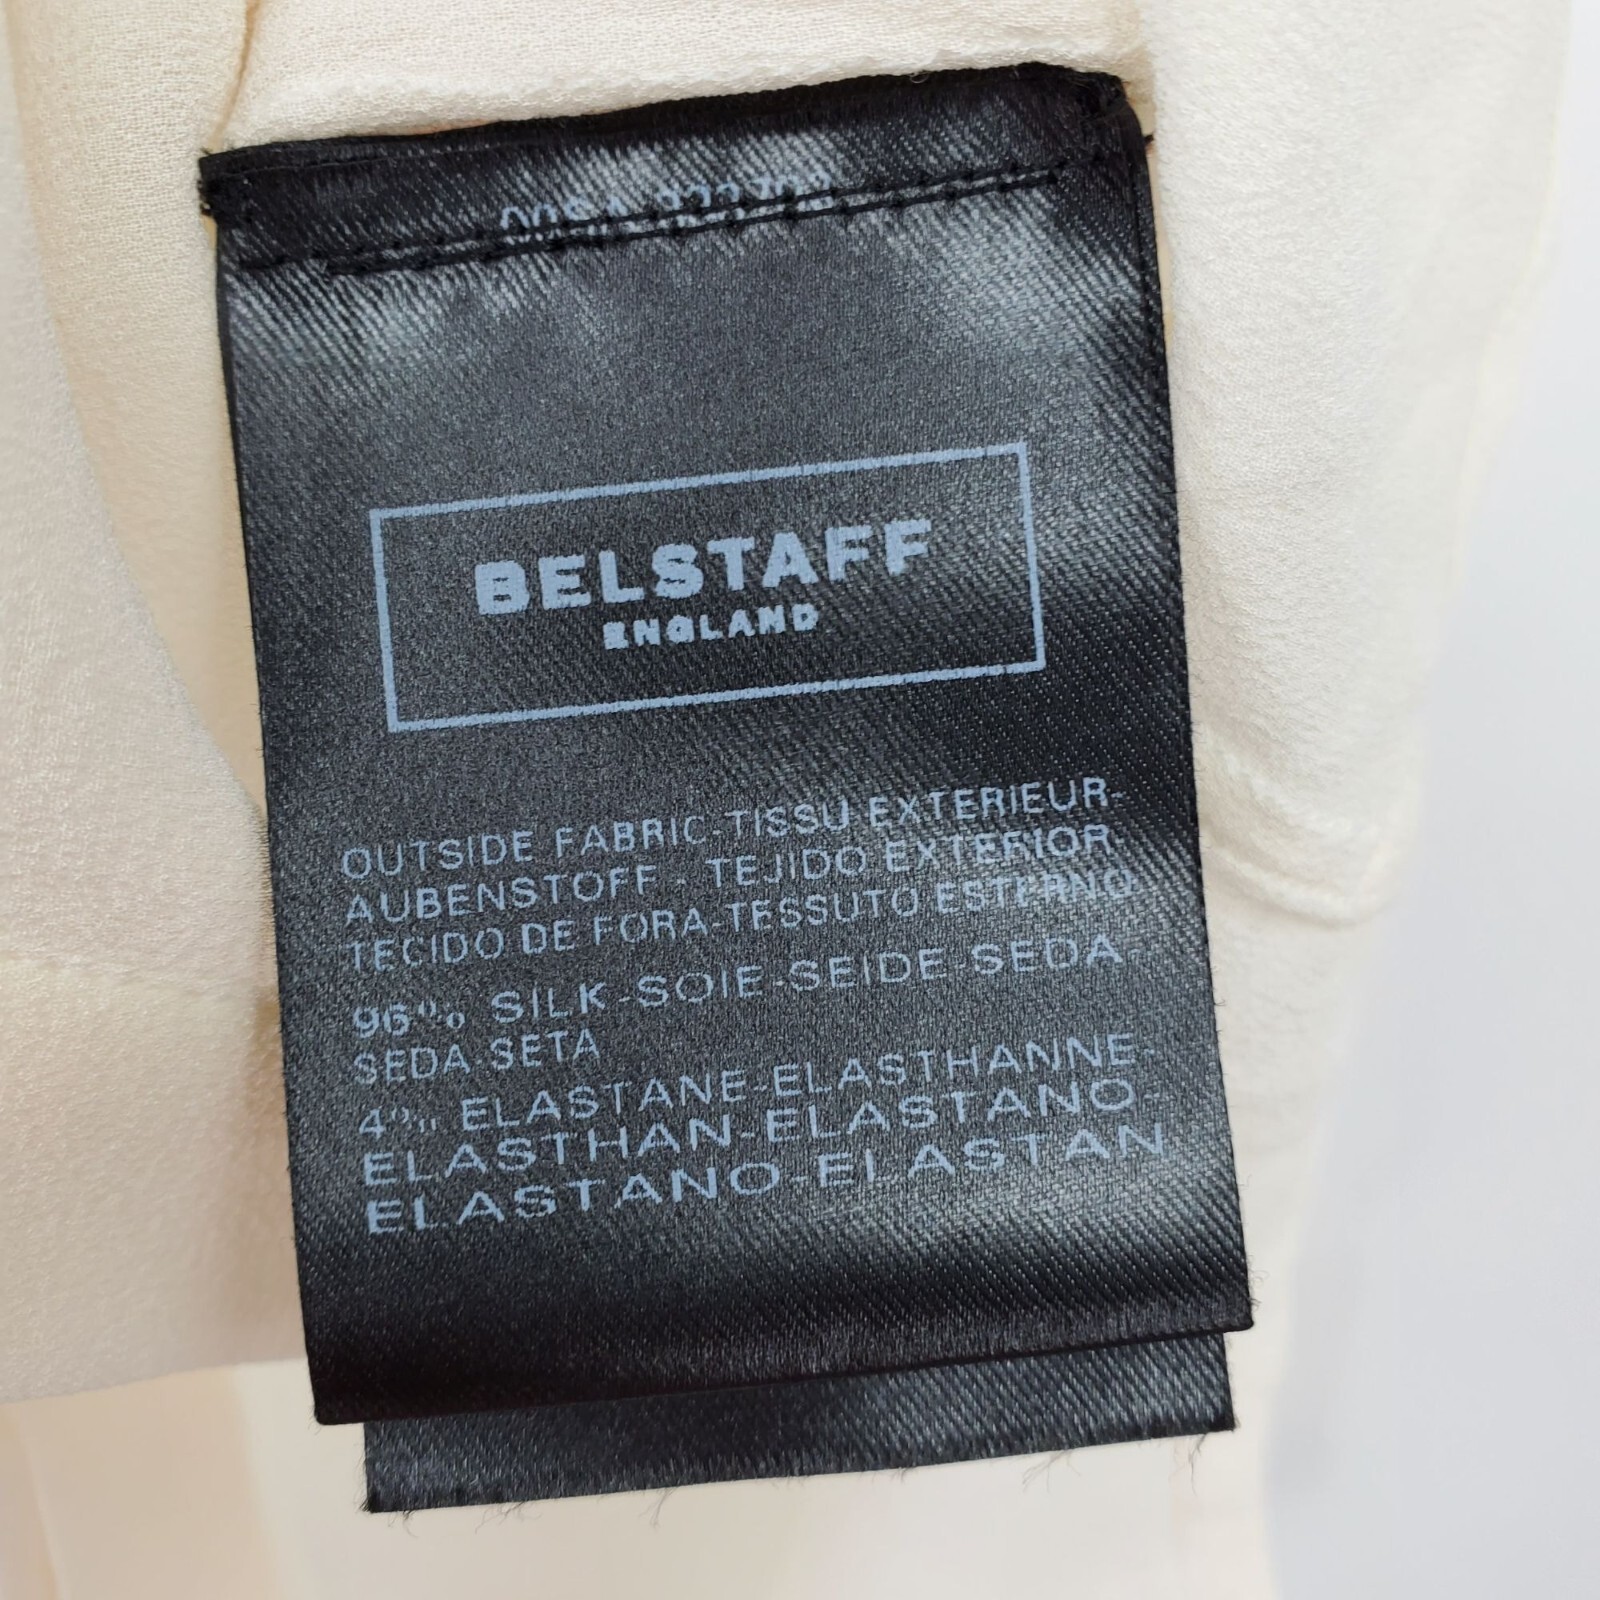 BELSTAFF
ENGLAND
OUTSIDE FABRIC-TISSU EXTERIEUR-
AUBENSTOFF - TEJIDO EXTERIOR
TECIDO DE FORA-TESSUTO ESTERNO
96% SILK-SOIE-SEIDE-SEDA-
SEDA-SETA
4% ELASTANE-ELASTHANNE-
ELASTHAN-ELASTANO-
ELASTANO-ELASTAN